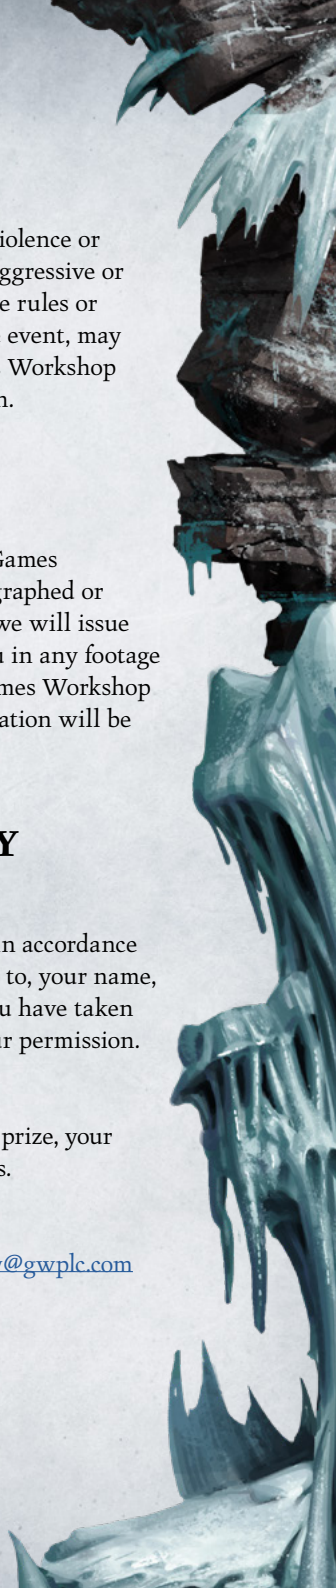 iolence or
ggressive or
e rules or
event, may
Workshop
n.
Games
graphed or
we will issue
u in any footage
mes Workshop
ation will be
Y
n accordance
to, your name,
u have taken
ur permission.
prize, your
s.
y@gwplc.com